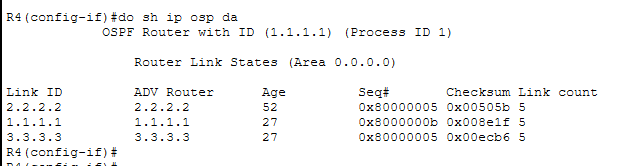 R4(config-if)#do sh ip osp da
OSPF Router with ID (1.1.1.1) (Process ID 1)
Router Link States (Area 0.0.0.0)
Link ID ADV Router Age Seq# Checksum Link count
2.2.2.2 2.2.2.2 52 0x80000005 0x00505b 5
1.1.1.1 1.1.1.1 27 0x8000000b 0x008e1f 5
3.3.3.3 3.3.3.3 27 0x80000005 0x00ecb6 5
R4(config-if)#
R4(config-if)#